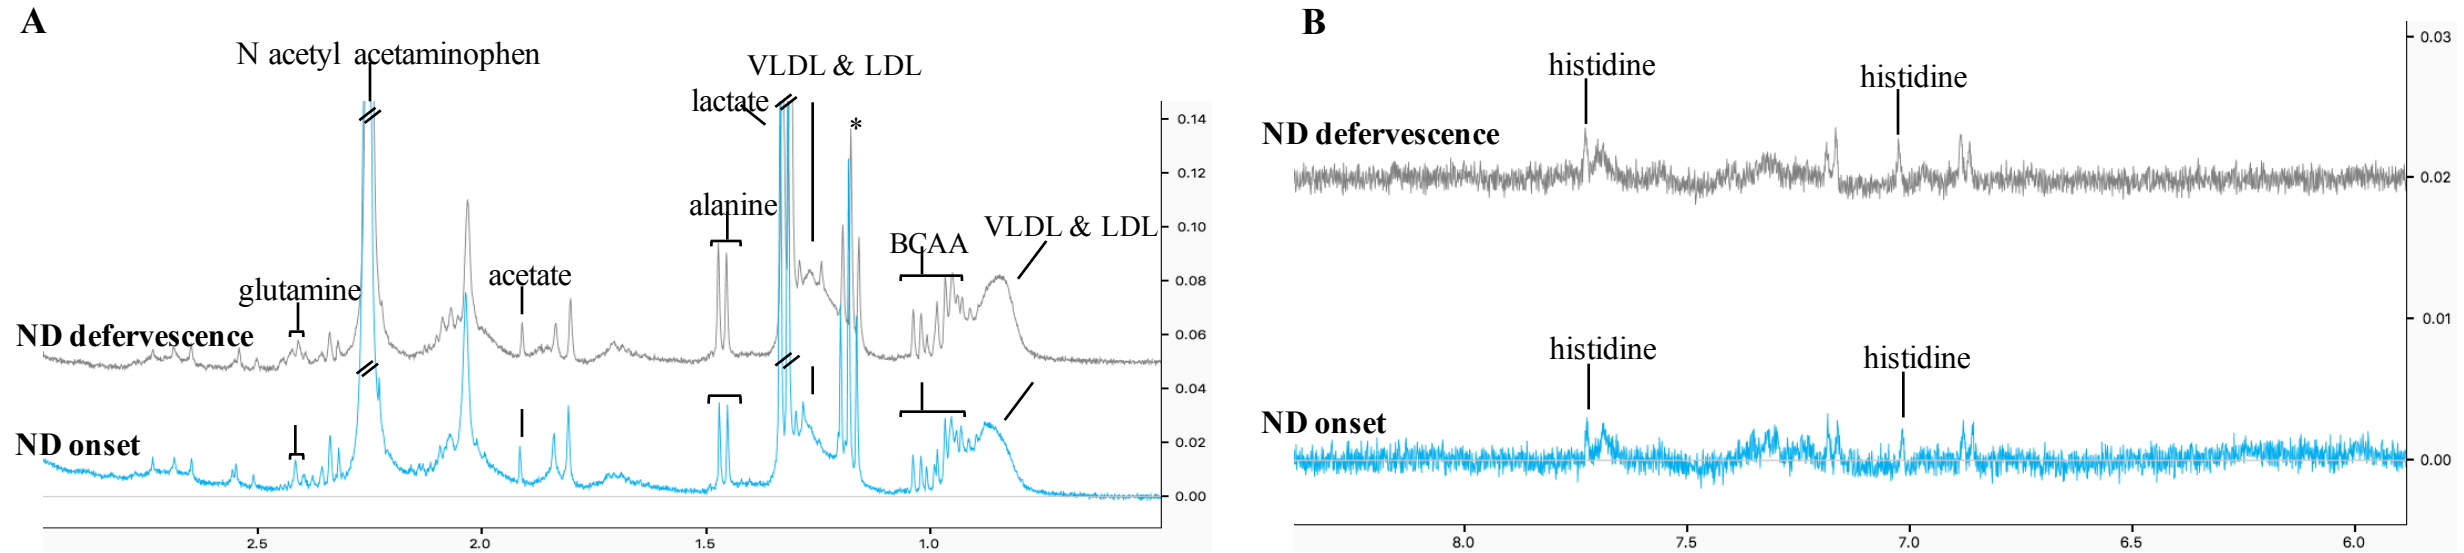 A
N acetyl acetaminophen
VLDL & LDL
lactate
*
alanine
BCAA
VLDL & LDL
glutamine
acetate
ND defervescence
ND onset
0.14
0.12
0.10
0.08
0.06
0.04
0.02
0.00
2.5 2.0 1.5 1.0
B
histidine
histidine
ND defervescence
histidine
histidine
ND onset
0.03
0.02
0.01
0.00
8.0 7.5 7.0 6.5 6.0